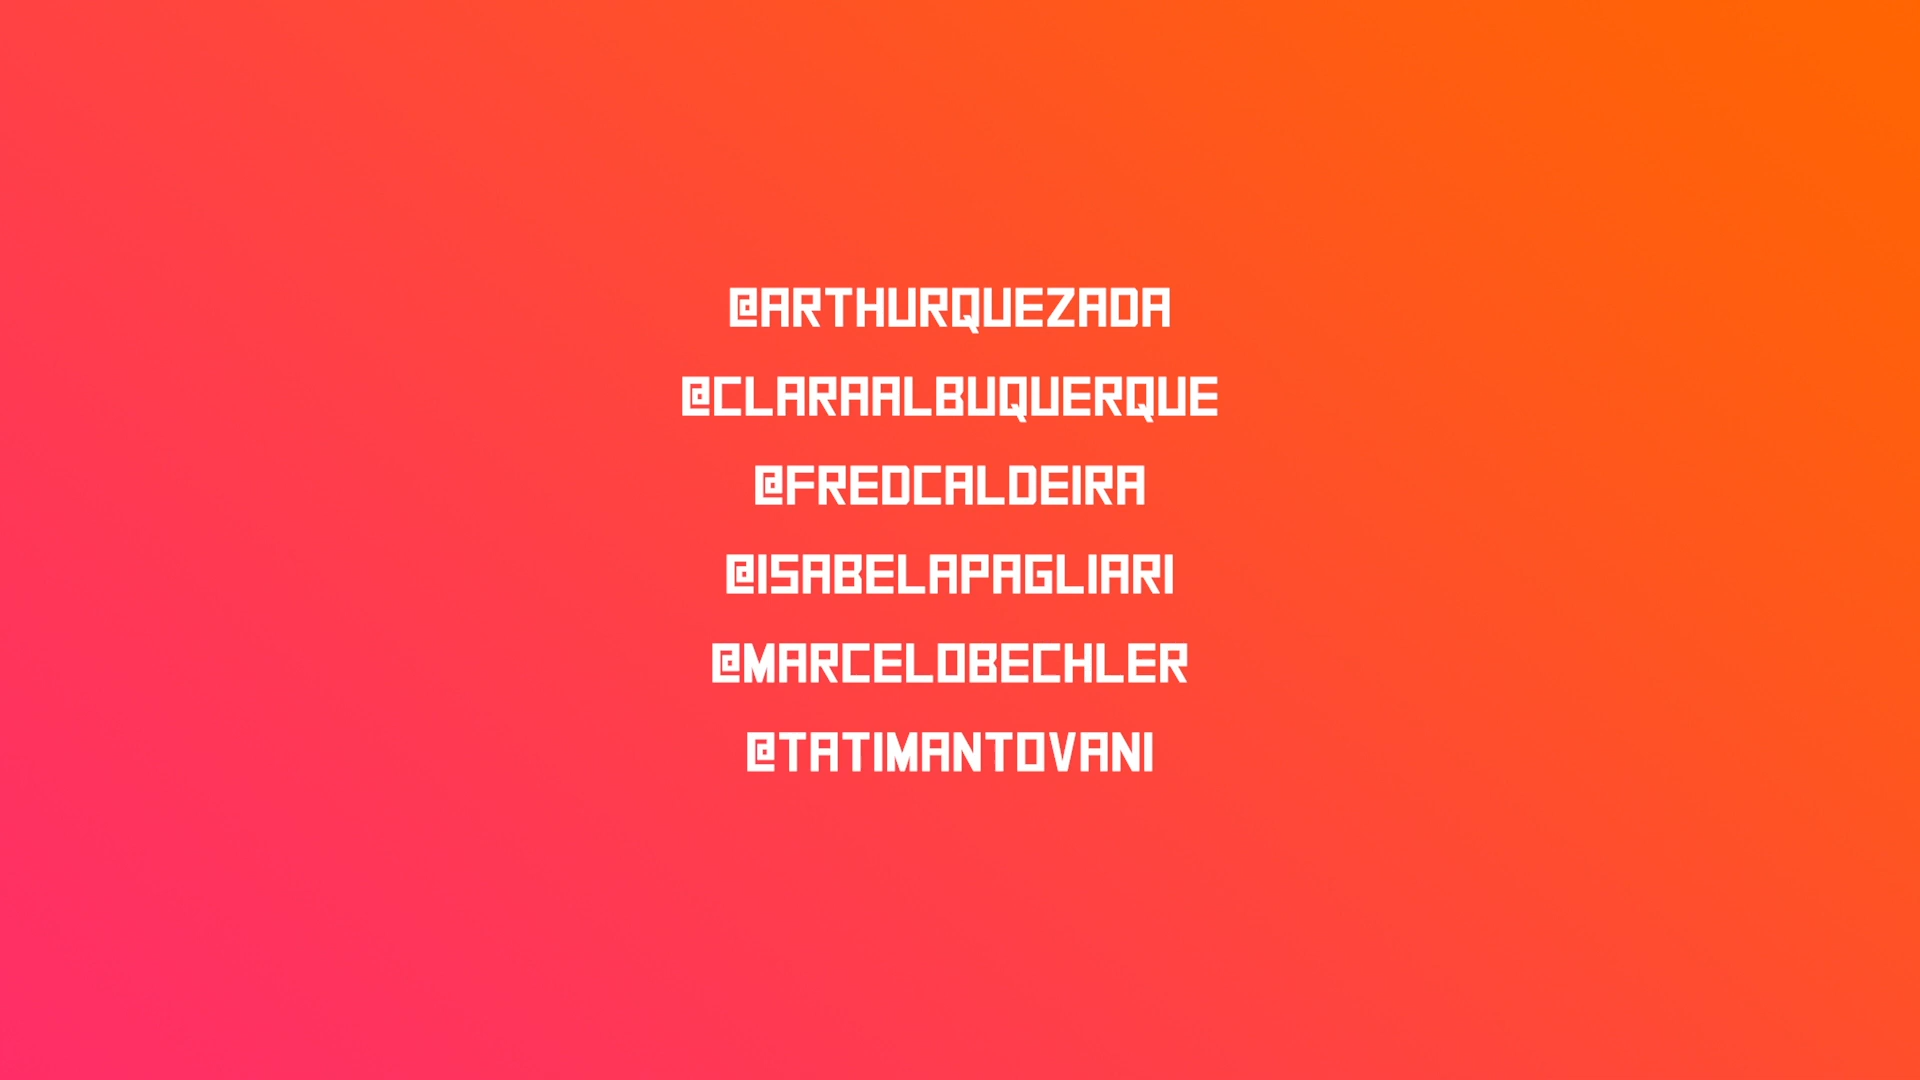 @ARTHURQUEZADA
@CLARAALBUQUERQUE
@FREDCALDEIRA
@ISABELAPAGLIARI
@MARCELOBECHLER
@TATIMANTOVANI